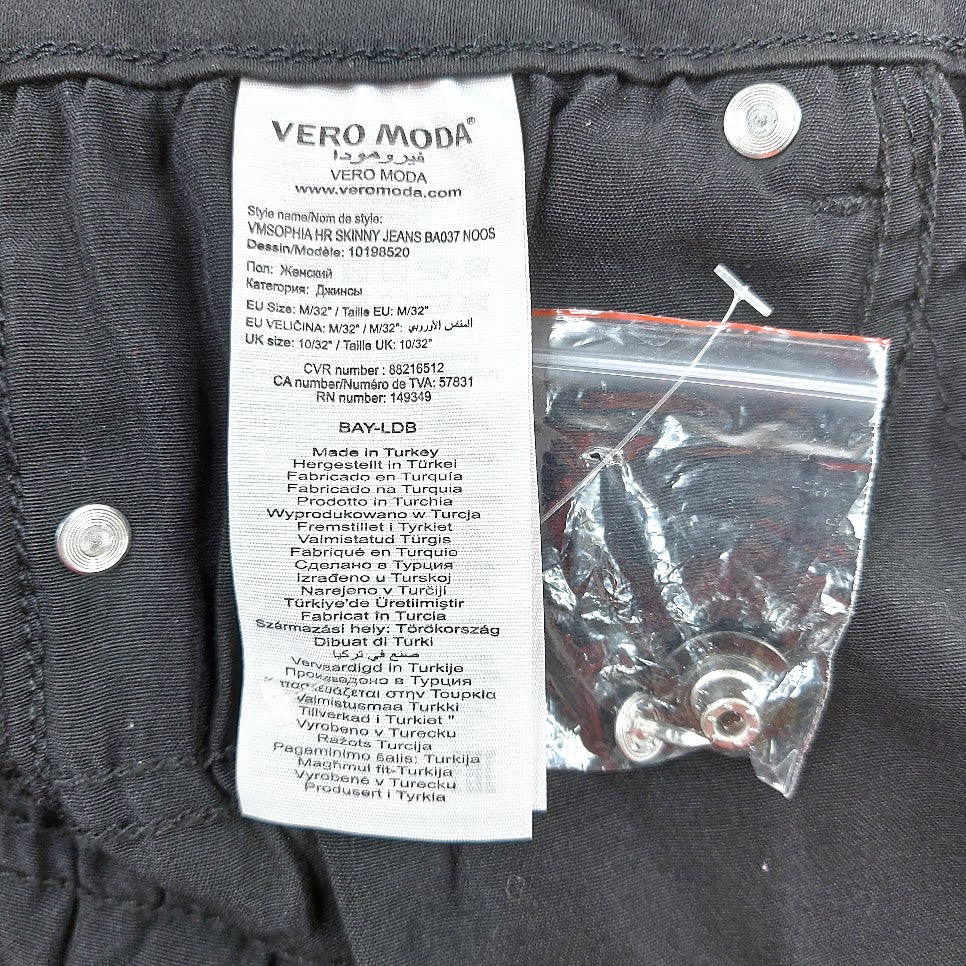 VERO MODA®
فيرومودا
VERO MODA
www.veromoda.com
Style name/Nom de style:
VMSOPHIA HR SKINNY JEANS BA037 NOOS
Dessin/Modèle: 10198520
Пол: Женский
Категория: Джинсы
EU Size: M/32" / Taille EU: M/32"
EU VELIČINA: M/32" / M/32": المقاس الأوروبي
UK size: 10/32" / Taille UK: 10/32"
CVR number : 88216512
CA number/Numéro de TVA: 57831
RN number: 149349
BAY-LDB
Made in Turkey
Hergestellt in Türkei
Fabricado en Turquía
Fabricado na Turquia
Prodotto in Turchia
Wyprodukowano w Turcja
Fremstillet i Tyrkiet
Valmistatud Türgis
Fabriqué en Turquie
Сделано в Турция
Izrađeno u Turskoj
Narejeno v Turčiji
Türkiye'de Üretilmiştir
Fabricat in Turcia
Származási hely: Törökország
Dibuat di Turki
صنع في تركيا
Vervaardigd in Turkije
Произведено в Турция
παρασκευάζεται στην Τουρκία
Valmistusmaa Turkki
Tillverkad i Turkiet "
Vyrobeno v Turecku
Ražots Turcija
Pagaminimo šalis: Turkija
Magħmul fit-Turkija
Vyrobené v Turecku
Produsert i Tyrkia